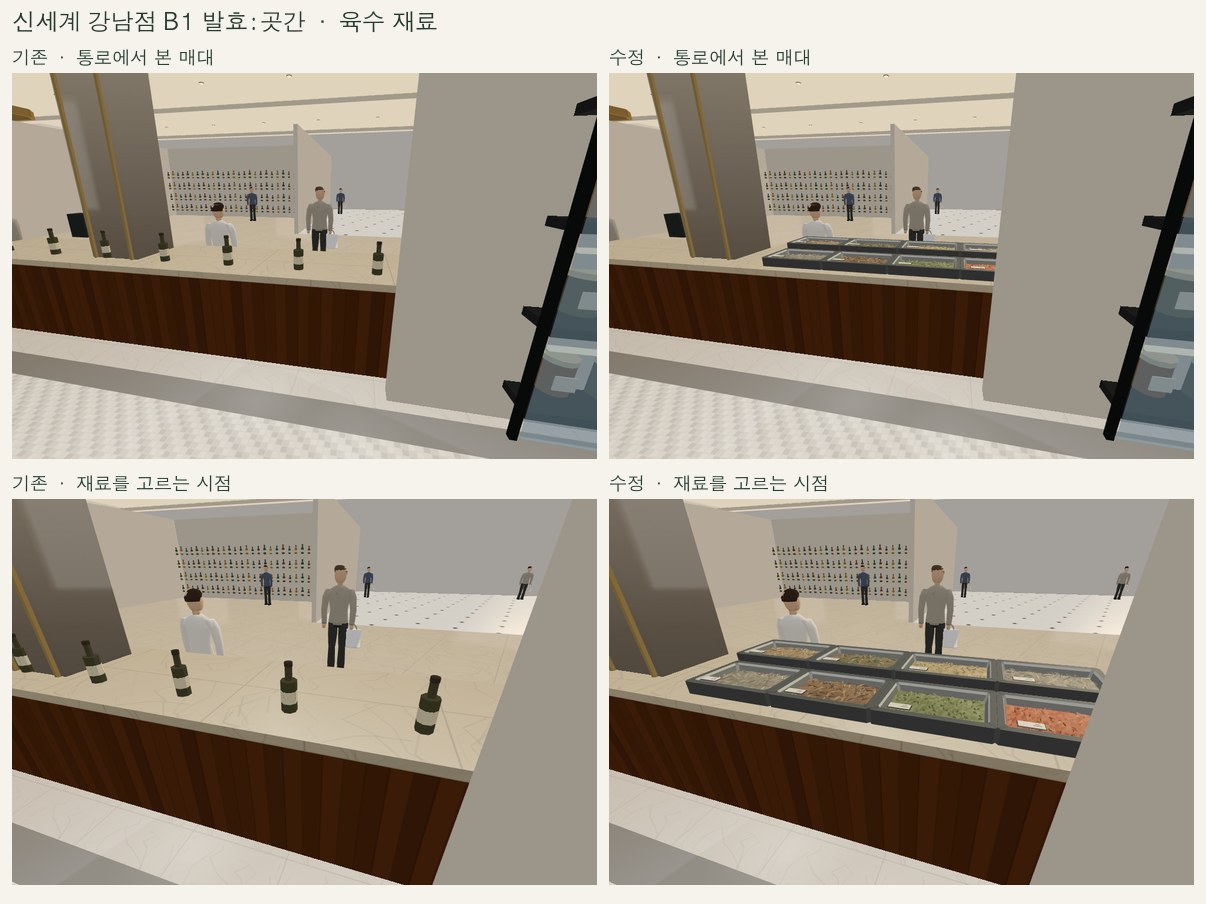 신세계 강남점 B1 발효:곳간 · 육수 재료
기존 · 통로에서 본 매대
수정 · 통로에서 본 매대
기존 · 재료를 고르는 시점
수정 · 재료를 고르는 시점